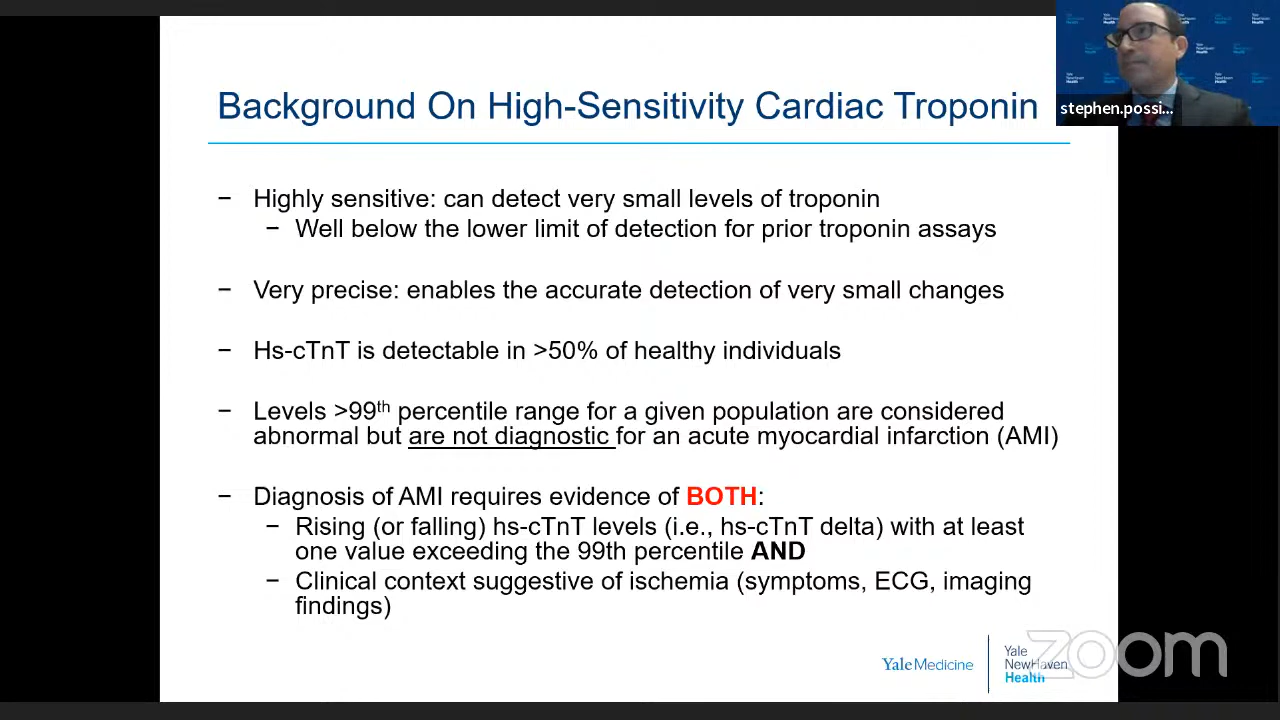 Background On High-Sensitivity Cardiac Troponin
stephen.possi...
− Highly sensitive: can detect very small levels of troponin
− Well below the lower limit of detection for prior troponin assays
− Very precise: enables the accurate detection of very small changes
− Hs-cTnT is detectable in >50% of healthy individuals
− Levels >99th percentile range for a given population are considered
abnormal but are not diagnostic for an acute myocardial infarction (AMI)
− Diagnosis of AMI requires evidence of BOTH:
− Rising (or falling) hs-cTnT levels (i.e., hs-cTnT delta) with at least
one value exceeding the 99th percentile AND
− Clinical context suggestive of ischemia (symptoms, ECG, imaging
findings)
Yale Medicine
Yale
NewHaven
Health
zoom